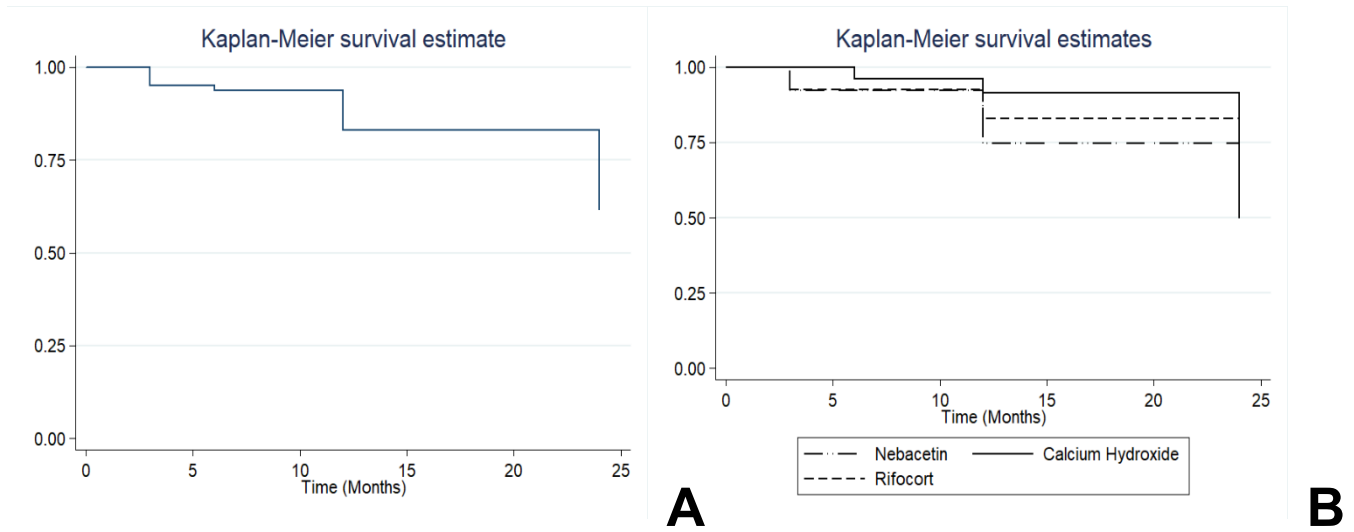 Kaplan-Meier survival estimate
1.00
0.75
0.50
0.25
0.00
0 5 10 15 20 25
Time (Months)
A
Kaplan-Meier survival estimates
1.00
0.75
0.50
0.25
0.00
0 5 10 15 20 25
Time (Months)
Nebacetin Calcium Hydroxide
Rifocort
B